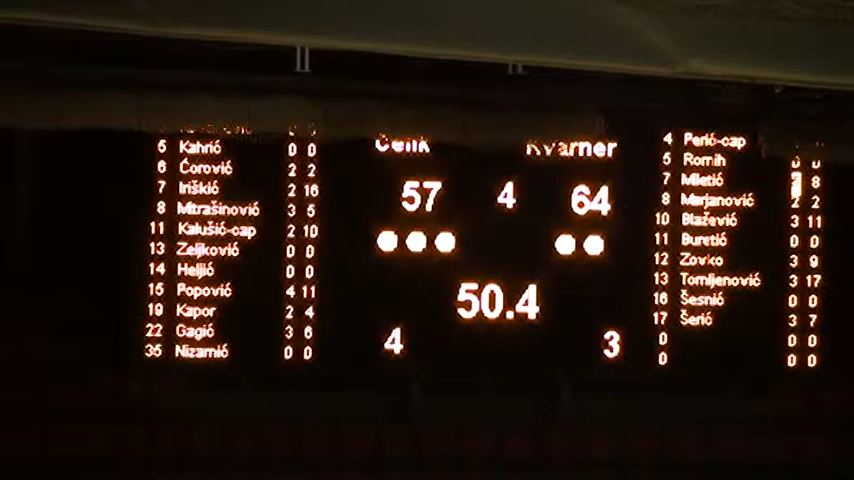 5 Kahrić 0 0
6 Ćorović 2 2
7 Iriškić 2 16
8 Mitrašinović 3 5
11 Kalušić-cap 2 10
13 Zeljković 0 0
14 Heljić 0 0
15 Popović 4 11
19 Kapor 2 4
22 Gagić 3 6
35 Nizamić 0 0
Čelik Kvarner
57 4 64
50.4
4 3
4 Perić-cap
5 Romih
7 Miletić 8
8 Marjanović 2 2
10 Blažević 3 11
11 Buretić 0 0
12 Zovko 3 9
13 Tomljenović 3 17
16 Šesnić 0 0
17 Šerić 3 7
0 0 0
0 0 0